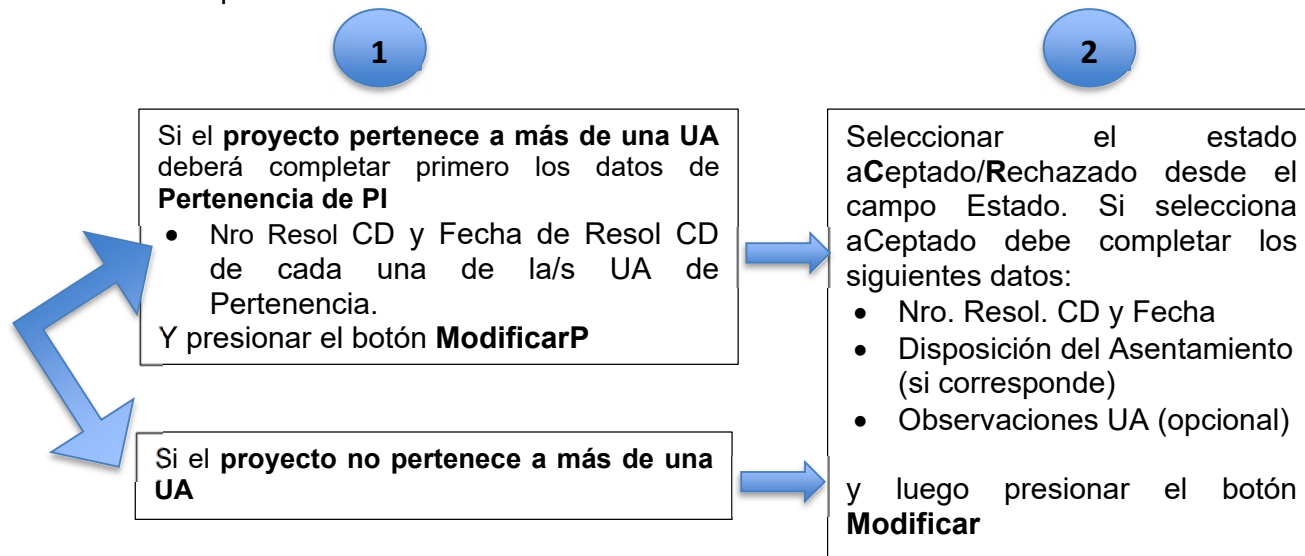 1
Si el proyecto pertenece a más de una UA
deberá completar primero los datos de
Pertenencia de PI
• Nro Resol CD y Fecha de Resol CD
de cada una de la/s UA de
Pertenencia.
Y presionar el botón ModificarP
Si el proyecto no pertenece a más de una
UA
2
Seleccionar el estado
aCeptado/Rechazado desde el
campo Estado. Si selecciona
aCeptado debe completar los
siguientes datos:
• Nro. Resol. CD y Fecha
• Disposición del Asentamiento
(si corresponde)
• Observaciones UA (opcional)
y luego presionar el botón
Modificar